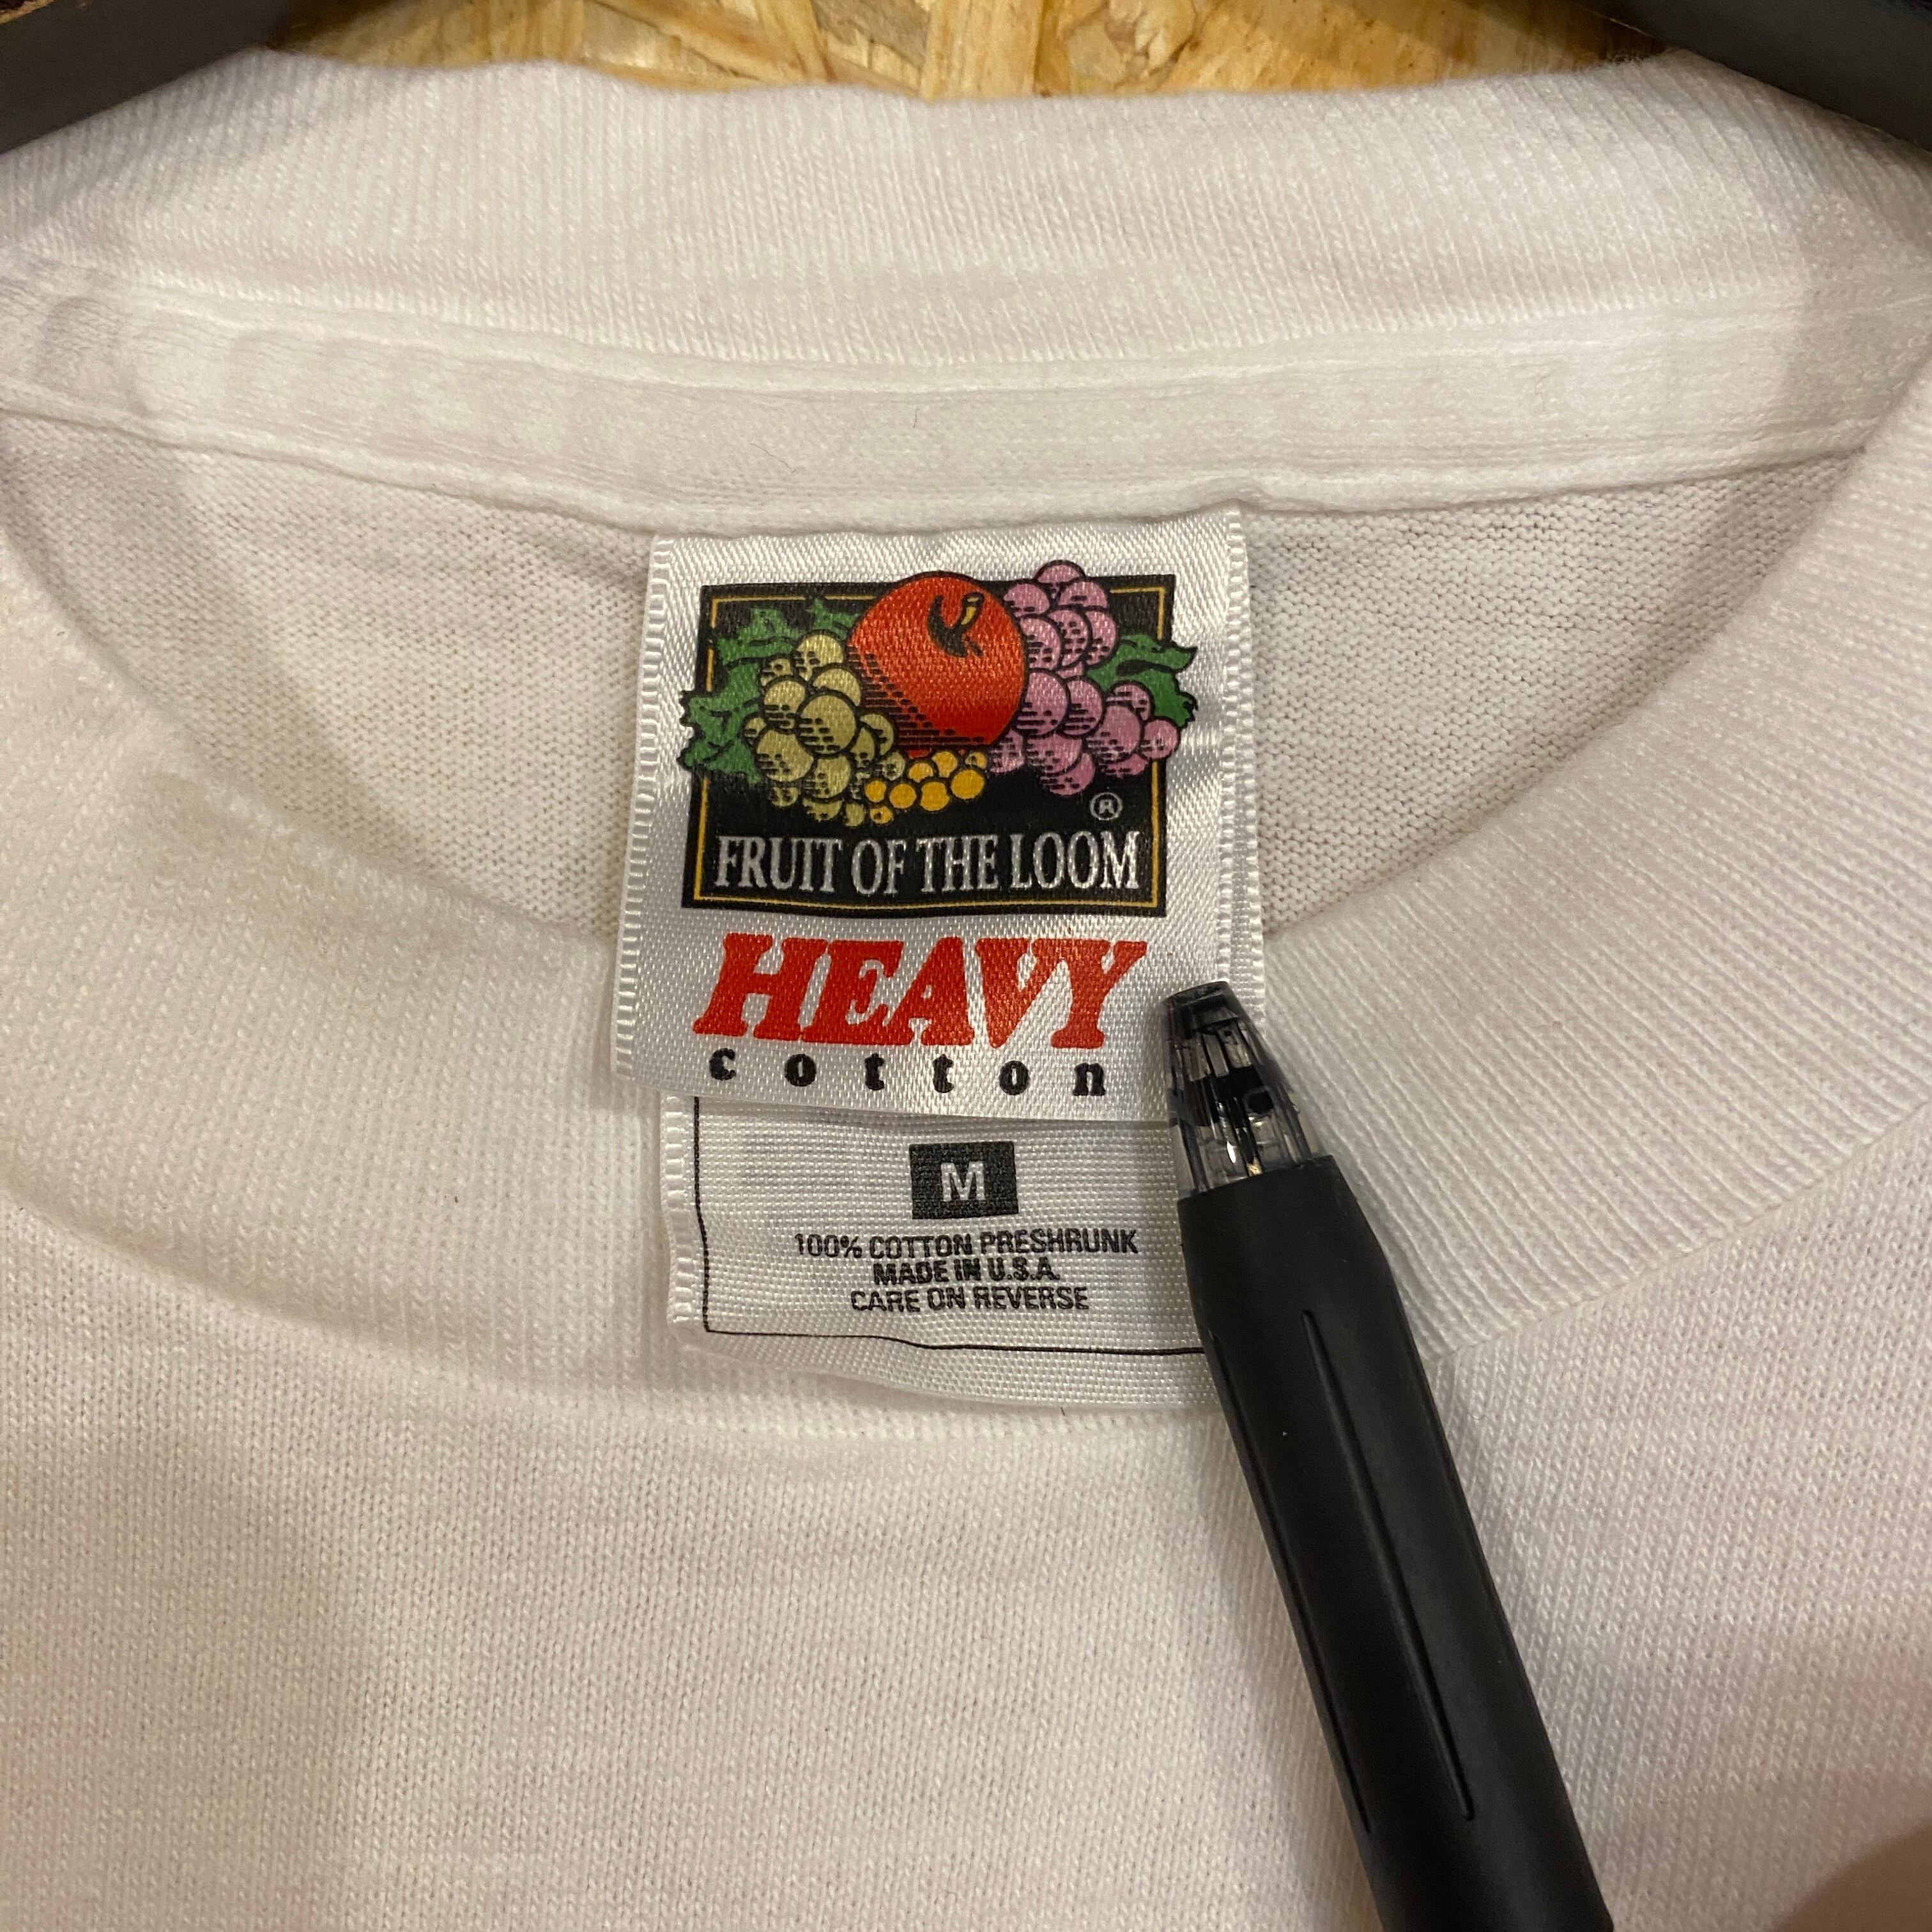 ®
FRUIT OF THE LOOM
HEAVY
cotton
M
100% COTTON PRESHRUNK
MADE IN U.S.A.
CARE ON REVERSE